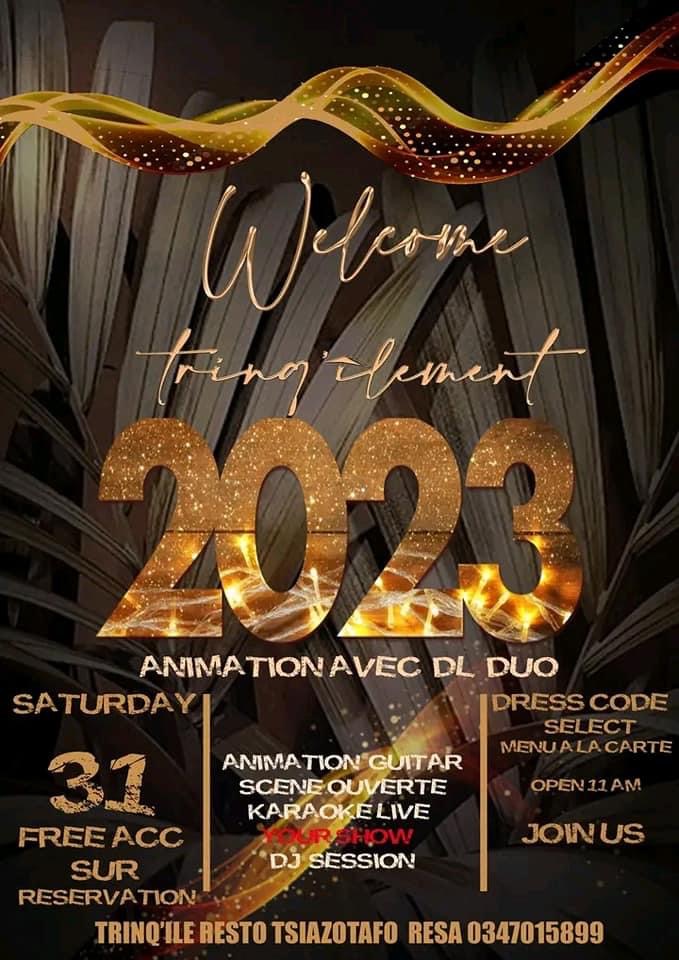 Welcome
trinq'ilement
2023
ANIMATION AVEC DL DUO
SATURDAY
31
FREE ACC
SUR
RESERVATION
ANIMATION GUITAR
SCENE OUVERTE
KARAOKE LIVE
YOUR SHOW
DJ SESSION
DRESS CODE
SELECT
MENU A LA CARTE
OPEN 11 AM
JOIN US
TRINQ'ILE RESTO TSIAZOTAFO RESA 0347015899